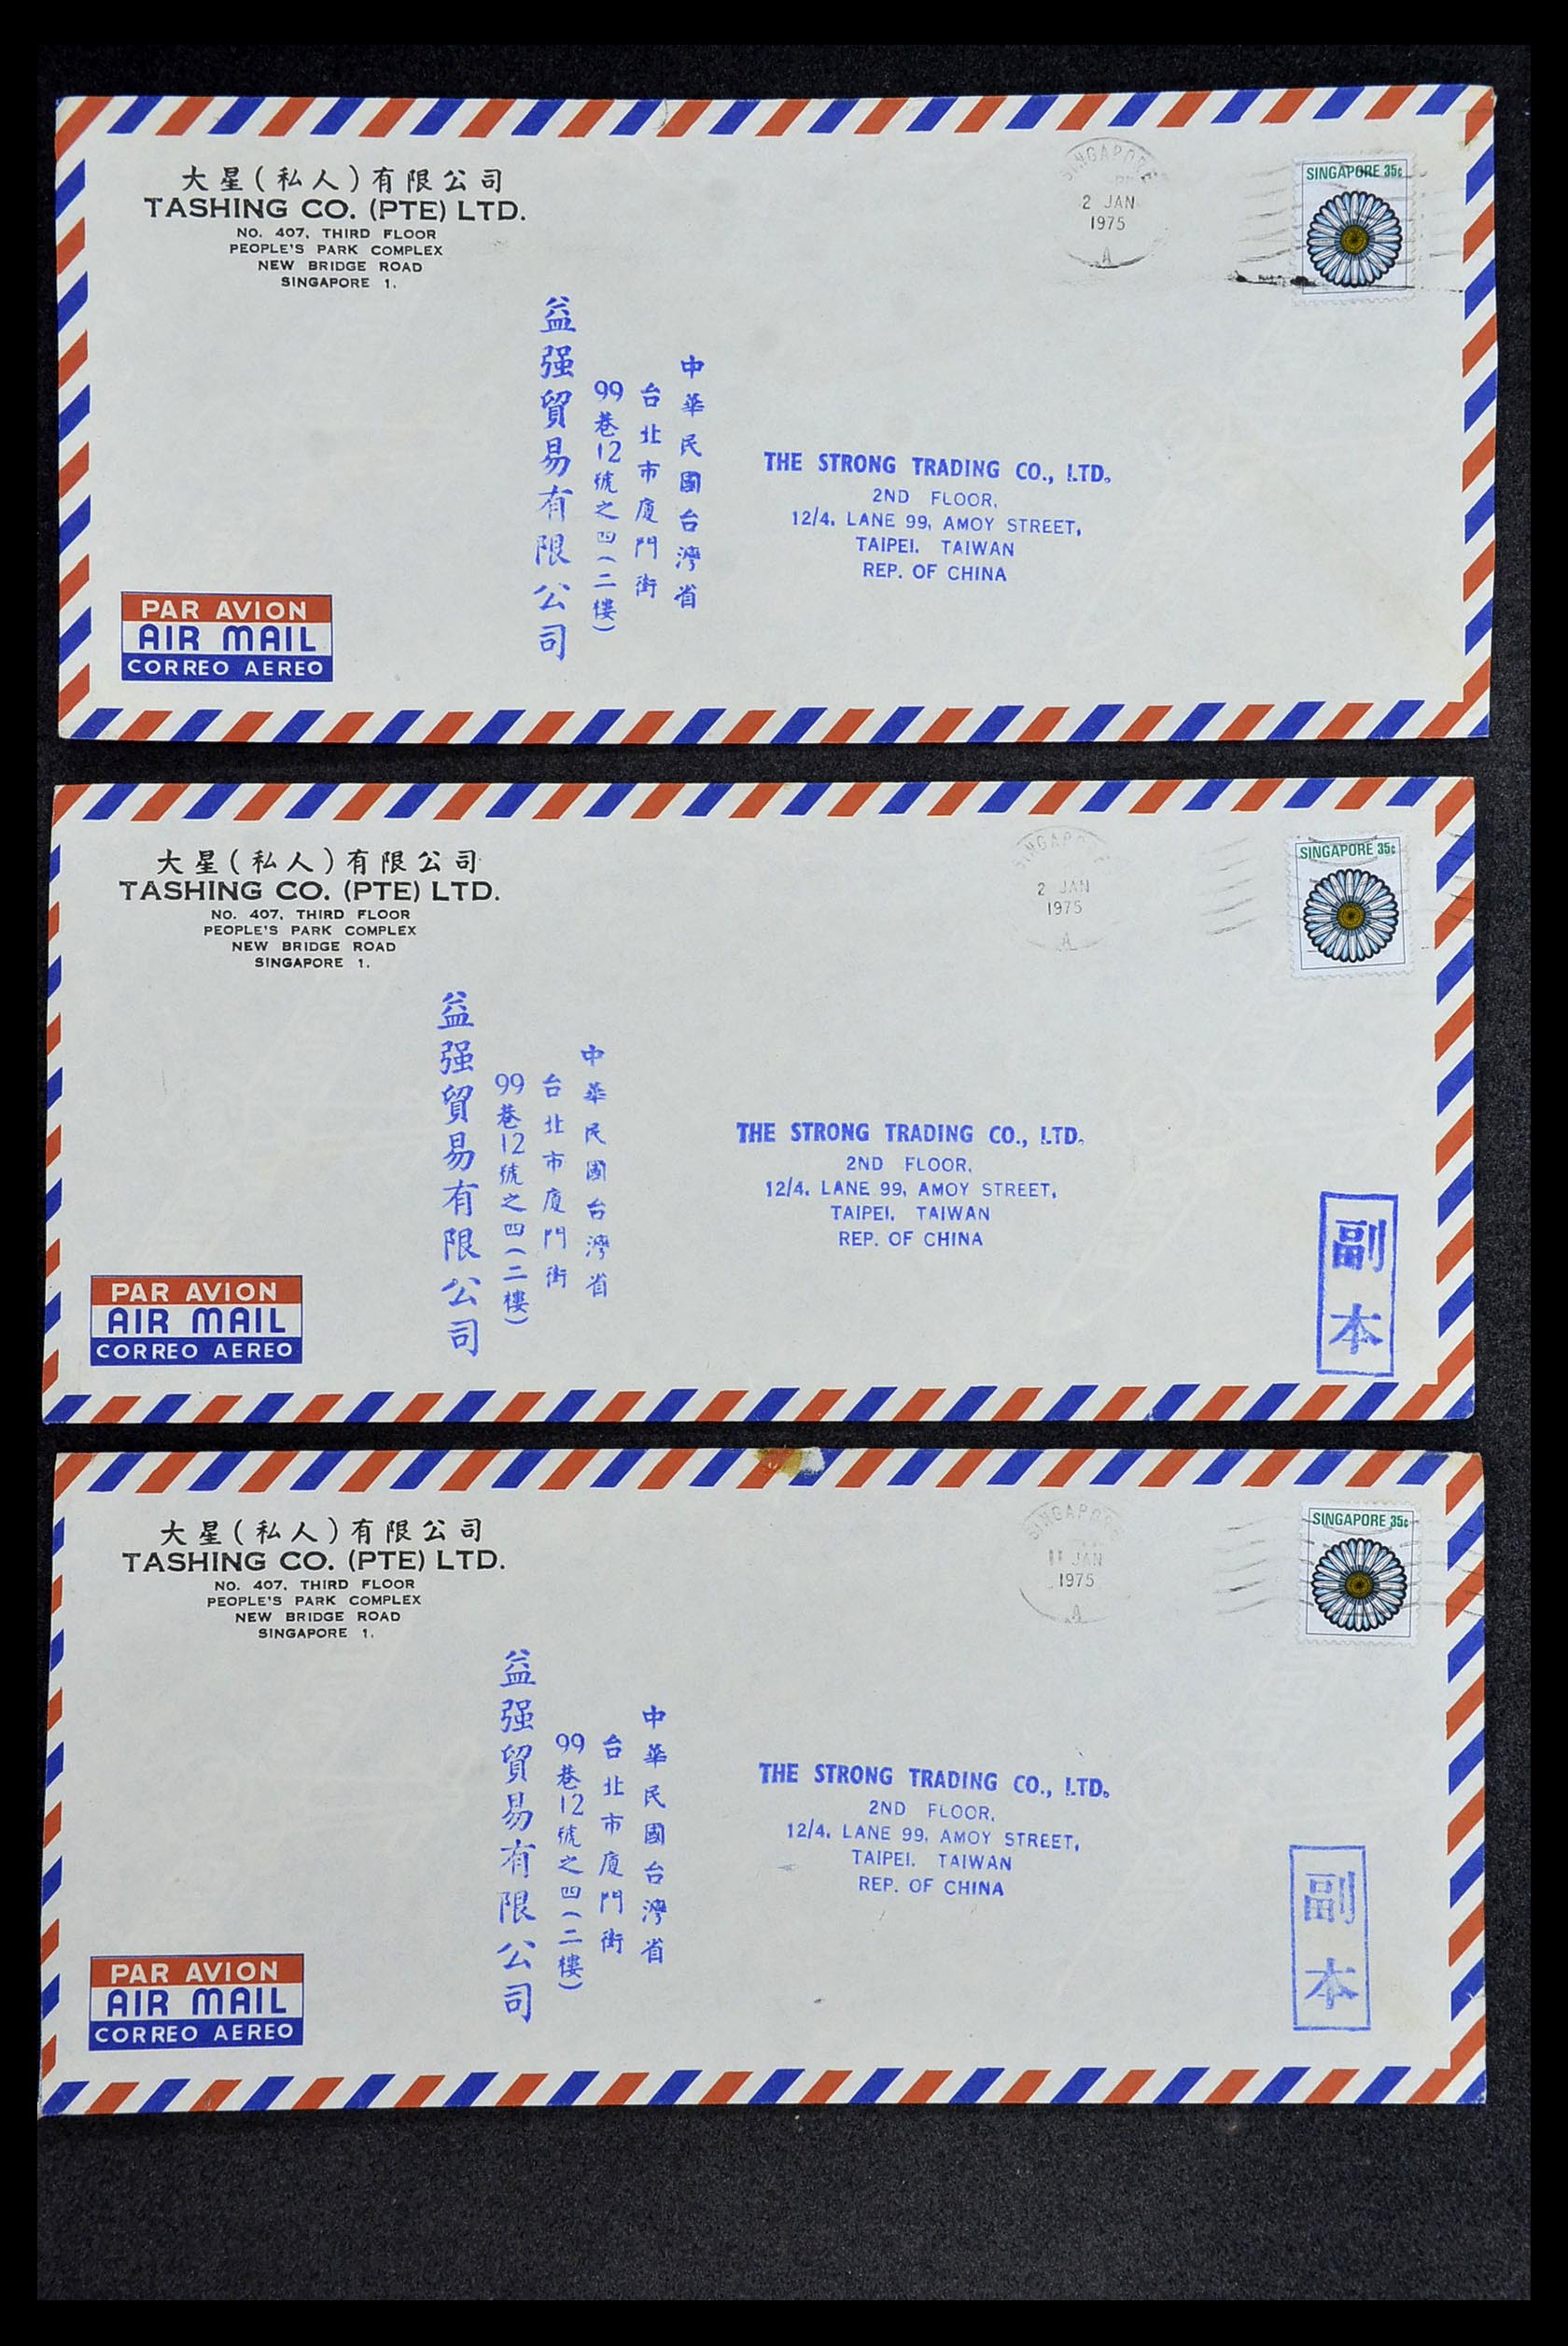 大星(私人)有限公司
TASHING CO. (PTE) LTD.
NO. 407, THIRD FLOOR
PEOPLE'S PARK COMPLEX
NEW BRIDGE ROAD
SINGAPORE 1.
SINGAPORE
2 JAN
1975
A
SINGAPORE 35c
中華民國台灣省
台北市廈門街
99巷12號之四(二樓)
益强貿易有限公司
THE STRONG TRADING CO., LTD.
2ND FLOOR,
12/4, LANE 99, AMOY STREET,
TAIPEI. TAIWAN
REP. OF CHINA
PAR AVION
AIR MAIL
CORREO AEREO
大星(私人)有限公司
TASHING CO. (PTE) LTD.
NO. 407, THIRD FLOOR
PEOPLE'S PARK COMPLEX
NEW BRIDGE ROAD
SINGAPORE 1.
SINGAPORE
2 JAN
1975
A
SINGAPORE 35c
中華民國台灣省
台北市廈門街
99巷12號之四(二樓)
益强貿易有限公司
THE STRONG TRADING CO., LTD.
2ND FLOOR,
12/4, LANE 99, AMOY STREET,
TAIPEI. TAIWAN
REP. OF CHINA
副本
PAR AVION
AIR MAIL
CORREO AEREO
大星(私人)有限公司
TASHING CO. (PTE) LTD.
NO. 407, THIRD FLOOR
PEOPLE'S PARK COMPLEX
NEW BRIDGE ROAD
SINGAPORE 1.
SINGAPORE
11 JAN
1975
A
SINGAPORE 35c
中華民國台灣省
台北市廈門街
99巷12號之四(二樓)
益强貿易有限公司
THE STRONG TRADING CO., LTD.
2ND FLOOR,
12/4, LANE 99, AMOY STREET,
TAIPEI. TAIWAN
REP. OF CHINA
副本
PAR AVION
AIR MAIL
CORREO AEREO